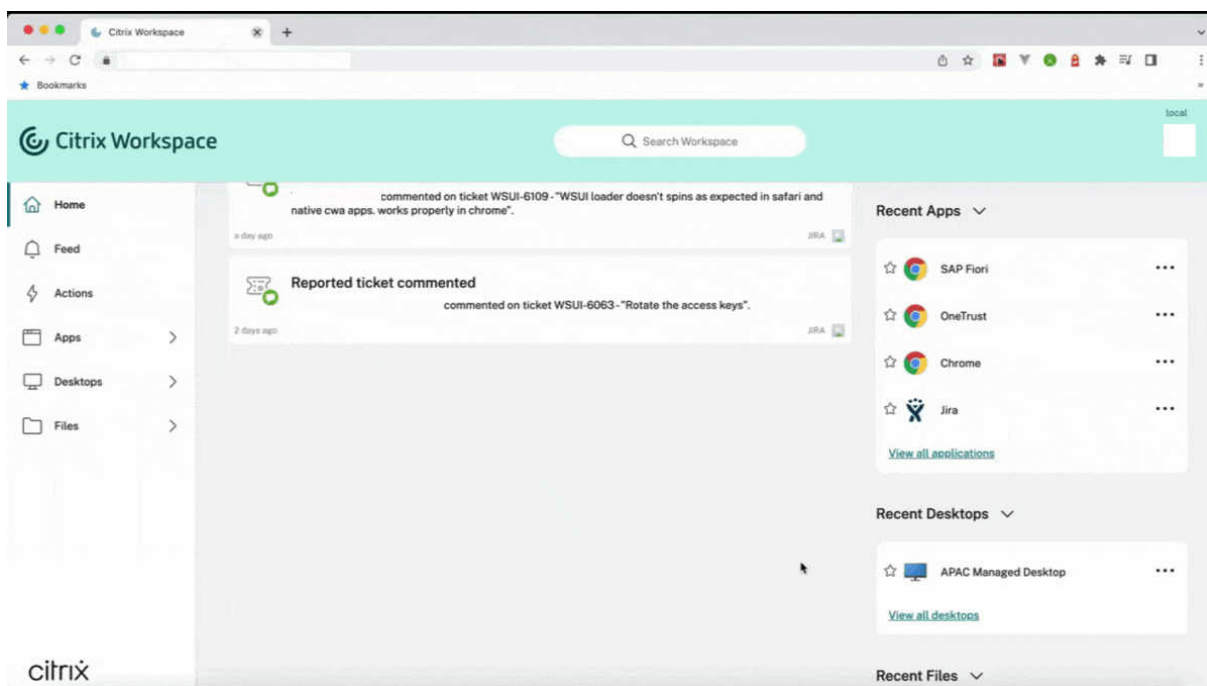 Citrix Workspace
Bookmarks
local
Citrix Workspace
Search Workspace
Home
Feed
Actions
Apps
Desktops
Files
citrix
commented on ticket WSUI-6109-"WSUI loader doesn't spins as expected in safari and
native cwa apps. works properly in chrome".
a day ago
JIRA
Reported ticket commented
commented on ticket WSUI-6063-"Rotate the access keys".
2 days ago
JIRA
Recent Apps
SAP Fiori
OneTrust
Chrome
Jira
View all applications
Recent Desktops
APAC Managed Desktop
View all desktops
Recent Files